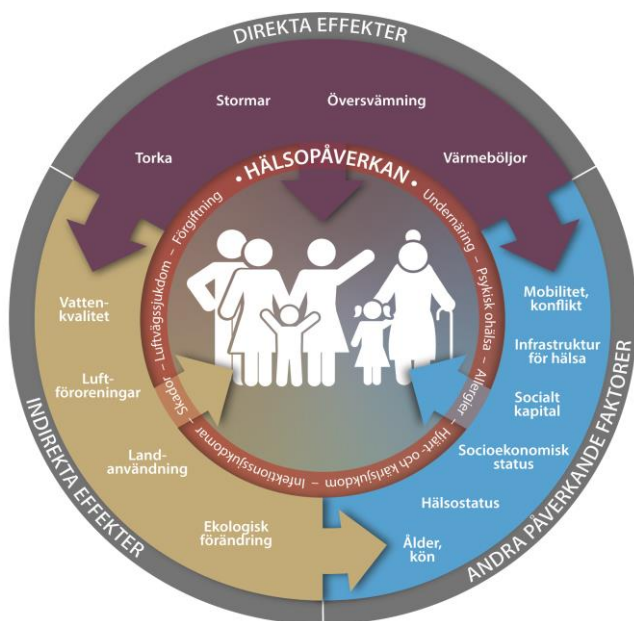 DIREKTA EFFEKTER
Stormar
Översvämning
Torka
Värmeböljor
• HÄLSOPÅVERKAN •
Undernäring – Psykisk ohälsa – Allergier – Hjärt- och kärlsjukdom – Infektionssjukdomar – Skador – Luftvägssjukdom – Förgiftning
Vatten-
kvalitet
Luft-
föroreningar
Land-
användning
Ekologisk
förändring
INDIREKTA EFFEKTER
Mobilitet,
konflikt
Infrastruktur
för hälsa
Socialt
kapital
Socioekonomisk
status
Hälsostatus
Ålder,
kön
ANDRA PÅVERKANDE FAKTORER